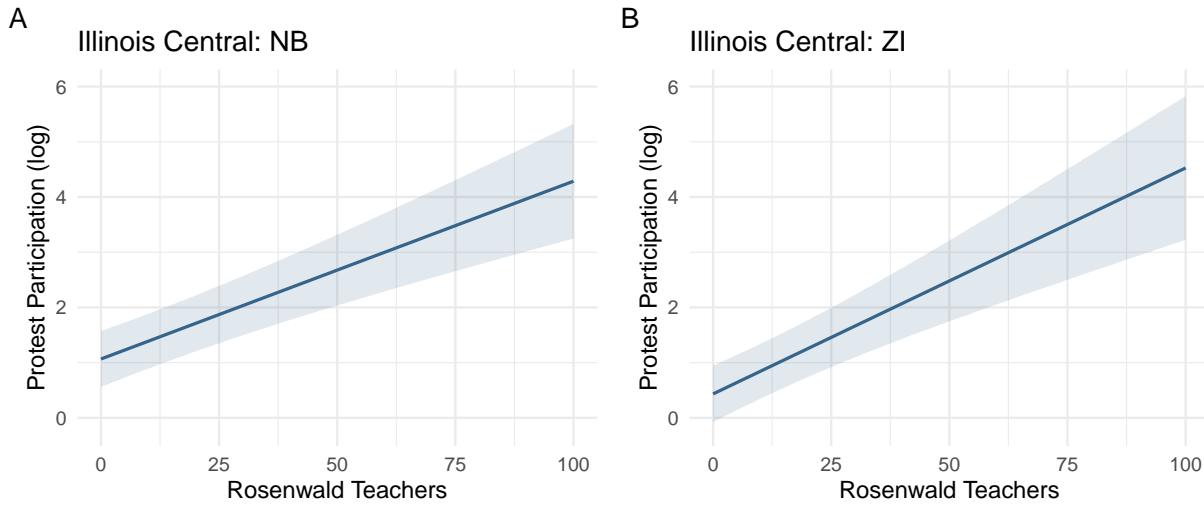 A
Illinois Central: NB
6
4
2
0
Protest Participation (log)
0 25 50 75 100
Rosenwald Teachers
B
Illinois Central: ZI
6
4
2
0
Protest Participation (log)
0 25 50 75 100
Rosenwald Teachers